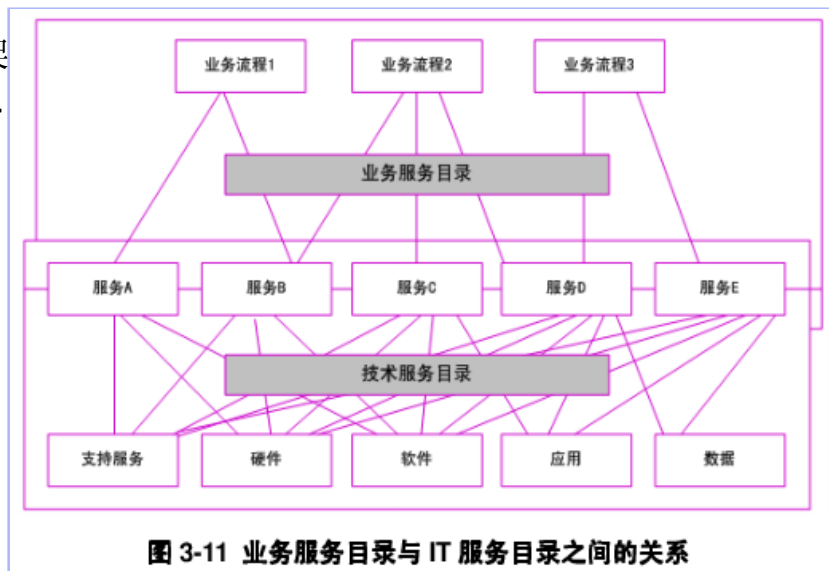 业务流程1 业务流程2 业务流程3
业务服务目录
服务A 服务B 服务C 服务D 服务E
技术服务目录
支持服务 硬件 软件 应用 数据
图 3-11 业务服务目录与 IT 服务目录之间的关系